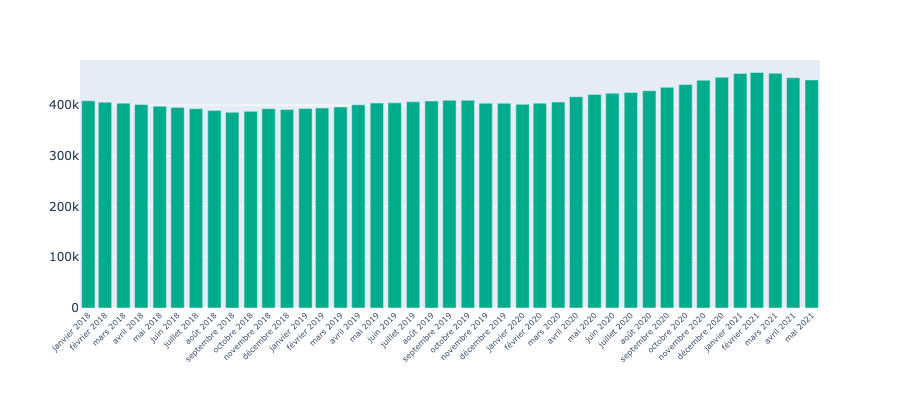 400k
300k
200k
100k
0
janvier 2018
février 2018
mars 2018
avril 2018
mai 2018
juin 2018
juillet 2018
août 2018
septembre 2018
octobre 2018
novembre 2018
décembre 2018
janvier 2019
février 2019
mars 2019
avril 2019
mai 2019
juin 2019
juillet 2019
août 2019
septembre 2019
octobre 2019
novembre 2019
décembre 2019
janvier 2020
février 2020
mars 2020
avril 2020
mai 2020
juin 2020
juillet 2020
août 2020
septembre 2020
octobre 2020
novembre 2020
décembre 2020
janvier 2021
février 2021
mars 2021
avril 2021
mai 2021